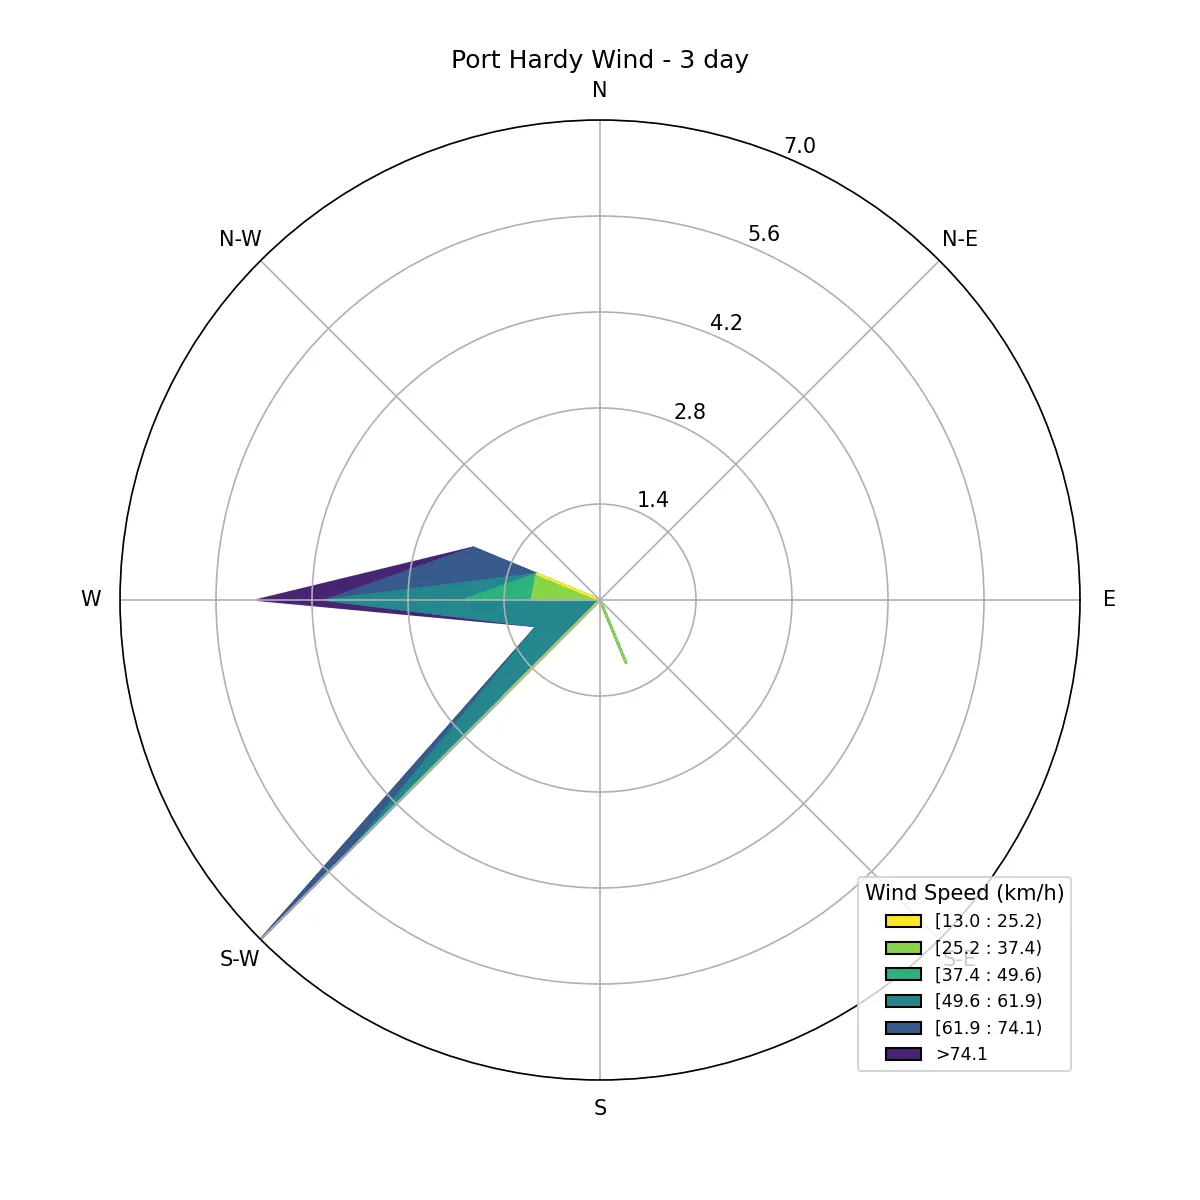 Port Hardy Wind - 3 day
N
7.0
5.6
N-W
N-E
4.2
2.8
1.4
W
E
S-W
S-E
Wind Speed (km/h)
[13.0 : 25.2)
[25.2 : 37.4)
[37.4 : 49.6)
[49.6 : 61.9)
[61.9 : 74.1)
>74.1
S